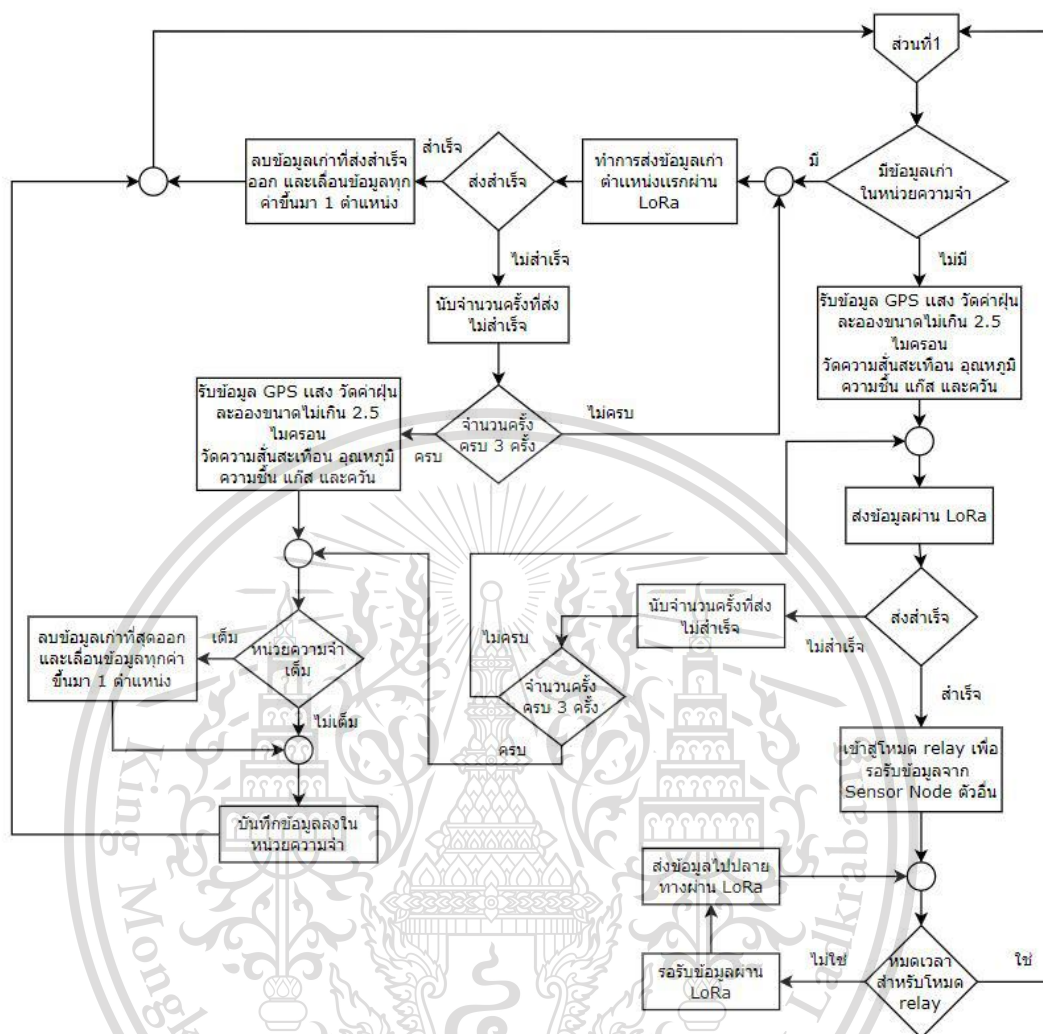 ส่วนที่1
มีข้อมูลเก่า
ในหน่วยความจำ
มี
ไม่มี
ทำการส่งข้อมูลเก่า
ตำแหน่งแรกผ่าน
LoRa
ส่งสำเร็จ
สำเร็จ
ไม่สำเร็จ
ลบข้อมูลเก่าที่ส่งสำเร็จ
ออก และเลื่อนข้อมูลทุก
ค่าขึ้นมา 1 ตำแหน่ง
นับจำนวนครั้งที่ส่ง
ไม่สำเร็จ
จำนวนครั้ง
ครบ 3 ครั้ง
ไม่ครบ
ครบ
รับข้อมูล GPS แสง วัดค่าฝุ่น
ละอองขนาดไม่เกิน 2.5
ไมครอน
วัดความสั่นสะเทือน อุณหภูมิ
ความชื้น แก๊ส และควัน
รับข้อมูล GPS แสง วัดค่าฝุ่น
ละอองขนาดไม่เกิน 2.5
ไมครอน
วัดความสั่นสะเทือน อุณหภูมิ
ความชื้น แก๊ส และควัน
ส่งข้อมูลผ่าน LoRa
ส่งสำเร็จ
ไม่สำเร็จ
สำเร็จ
นับจำนวนครั้งที่ส่ง
ไม่สำเร็จ
จำนวนครั้ง
ครบ 3 ครั้ง
ไม่ครบ
ครบ
หน่วยความจำ
เต็ม
เต็ม
ไม่เต็ม
ลบข้อมูลเก่าที่สุดออก
และเลื่อนข้อมูลทุกค่า
ขึ้นมา 1 ตำแหน่ง
บันทึกข้อมูลลงใน
หน่วยความจำ
เข้าสู่โหมด relay เพื่อ
รอรับข้อมูลจาก
Sensor Node ตัวอื่น
ส่งข้อมูลไปปลาย
ทางผ่าน LoRa
รอรับข้อมูลผ่าน
LoRa
ไม่ใช่
หมดเวลา
สำหรับโหมด
relay
ใช่
King Mongk
Ladkrabang